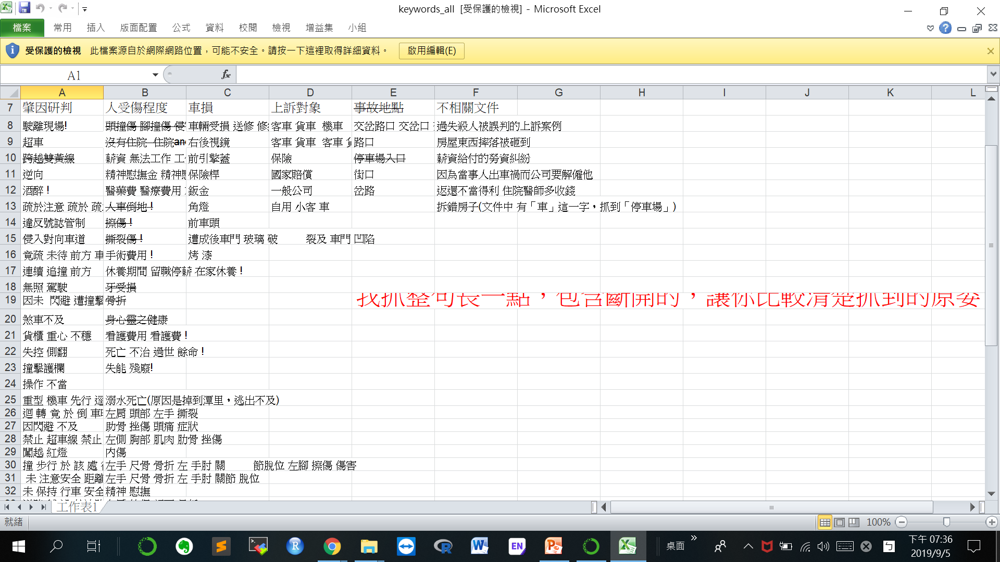 keywords_all [受保護的檢視] - Microsoft Excel
檔案 常用 插入 版面配置 公式 資料 校閱 檢視 增益集 小組
受保護的檢視 此檔案源自於網際網路位置，可能不安全。請按一下這裡取得詳細資料。 啟用編輯(E)
A1 fx
A B C D E F G H I J K L
7 肇因研判 人受傷程度 車損 上訴對象 事故地點 不相關文件
8 駛離現場! 頭撞傷 腳撞傷 車輛受損 送修 客車 貨車 機車 交岔路口 交岔口 過失殺人被誤判的上訴案例
9 超車 沒有住院 住院and 右後視鏡 客車 貨車 客車 路口 房屋東西摔落被砸到
10 跨越雙黃線 薪資 無法工作 前引擎蓋 保險 停車場入口 薪資給付的勞資糾紛
11 逆向 精神慰撫金 保險桿 國家賠償 街口 因為當事人出車禍而公司要解僱他
12 酒醉 ! 醫藥費 醫療費用 鈑金 一般公司 岔路 返還不當得利 住院醫師多收錢
13 疏於注意 疏於 人車倒地 ! 角燈 自用 小客 車 拆錯房子(文件中 有「車」這一字，抓到「停車場」)
14 違反號誌管制 擦傷 ! 前車頭
15 侵入對向車道 撕裂傷 ! 遭成後車門 玻璃 破 裂及 車門 凹陷
16 竟疏 未待 前方 車 手術費用 ! 烤 漆
17 連續 追撞 前方 休養期間 留職停薪 在家休養 !
18 無照 駕駛 牙受損
19 因未 閃避 遭撞擊 骨折 我抓整句長一點，包含斷開的，讓你比較清楚抓到的原委
20 煞車不及 身心靈之健康
21 貨櫃 重心 不穩 看護費用 看護費 !
22 失控 側翻 死亡 不治 過世 餘命 !
23 撞擊護欄 失能 殘廢!
24 操作 不當
25 重型 機車 先行 溺水死亡(原因是掉到潭里，逃出不及)
26 迴 轉 竟 於 倒 車 左肩 頭部 左手 撕裂
27 因閃避 不及 助骨 挫傷 頭痛 症狀
28 禁止 超車線 禁止 左側 胸部 肌肉 肋骨 挫傷
29 闖越 紅燈 內傷
30 撞 步行 於 該 處 左手 尺骨 骨折 左 手肘 關 節脫位 左腳 擦傷 傷害
31 未 注意安全 距離 左手 尺骨 骨折 左 手肘 關節 脫位
32 未 保持 行車 安全 精神 慰撫
工作表1
就緒 100%
桌面 下午 07:36
2019/9/5